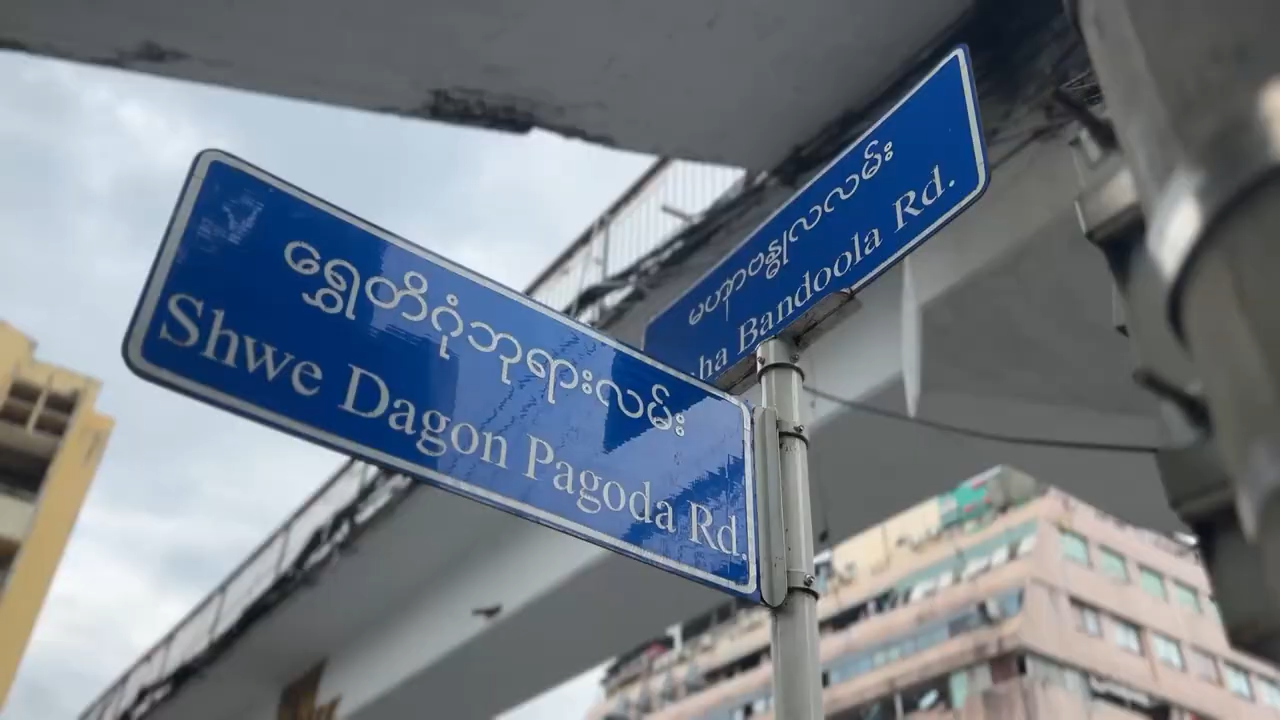 ရွှေတိဂုံဘုရားလမ်း
Shwe Dagon Pagoda Rd.
မဟာဗန္ဓုလလမ်း
ha Bandoola Rd.